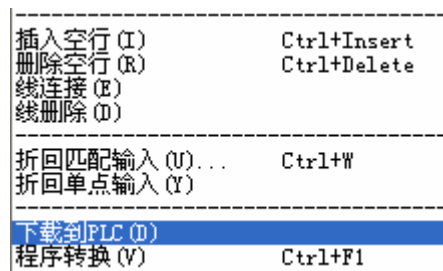 插入空行(I) Ctrl+Insert
删除空行(R) Ctrl+Delete
线连接(E)
线删除(D)
折回匹配输入(U)... Ctrl+W
折回单点输入(Y)
下载到PLC(D)
程序转换(V) Ctrl+F1